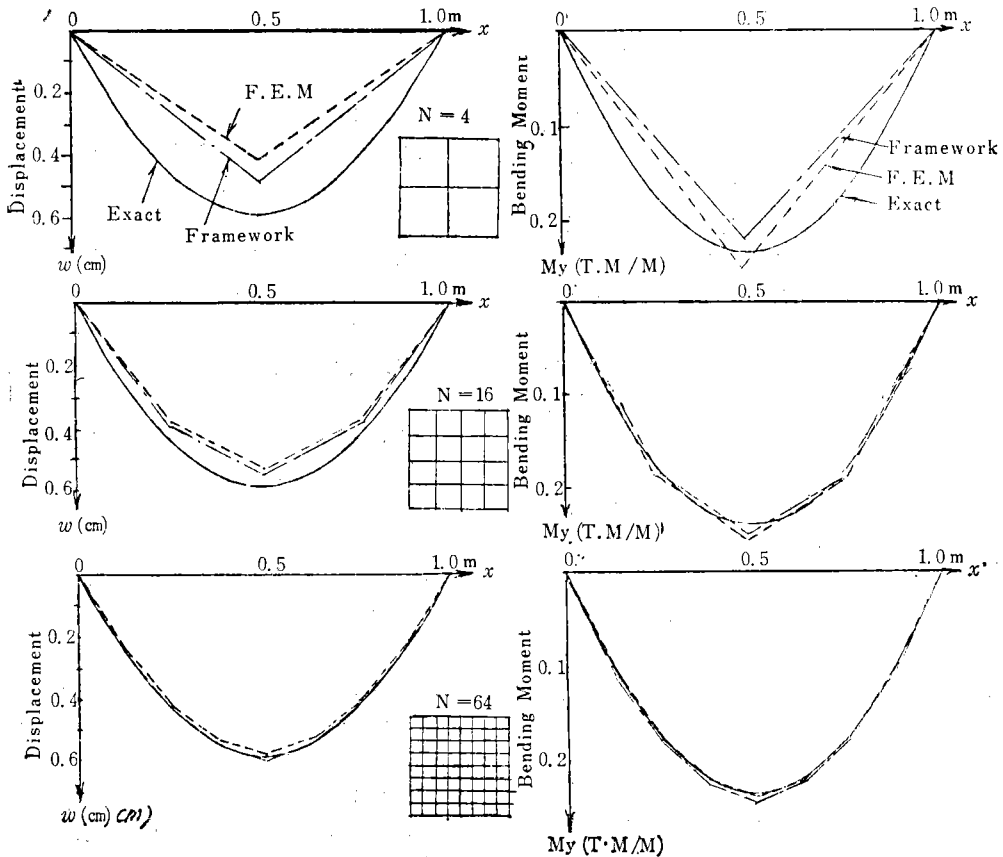 0 0.5 1.0 m x
Displacement
0.2
0.4
0.6
w (cm)
F.E.M
Exact
Framework
N = 4
0 0.5 1.0 m x
Bending Moment
0.1
0.2
My (T.M/M)
Framework
F.E.M
Exact
0 0.5 1.0 m x
Displacement
0.2
0.4
0.6
w (cm)
N = 16
0 0.5 1.0 m x
Bending Moment
0.1
0.2
My (T.M/M)
0 0.5 1.0 m x
Displacement
0.2
0.4
0.6
w (cm) cm)
N = 64
0 0.5 1.0 m x
Bending Moment
0.1
0.2
My (T·M/M)